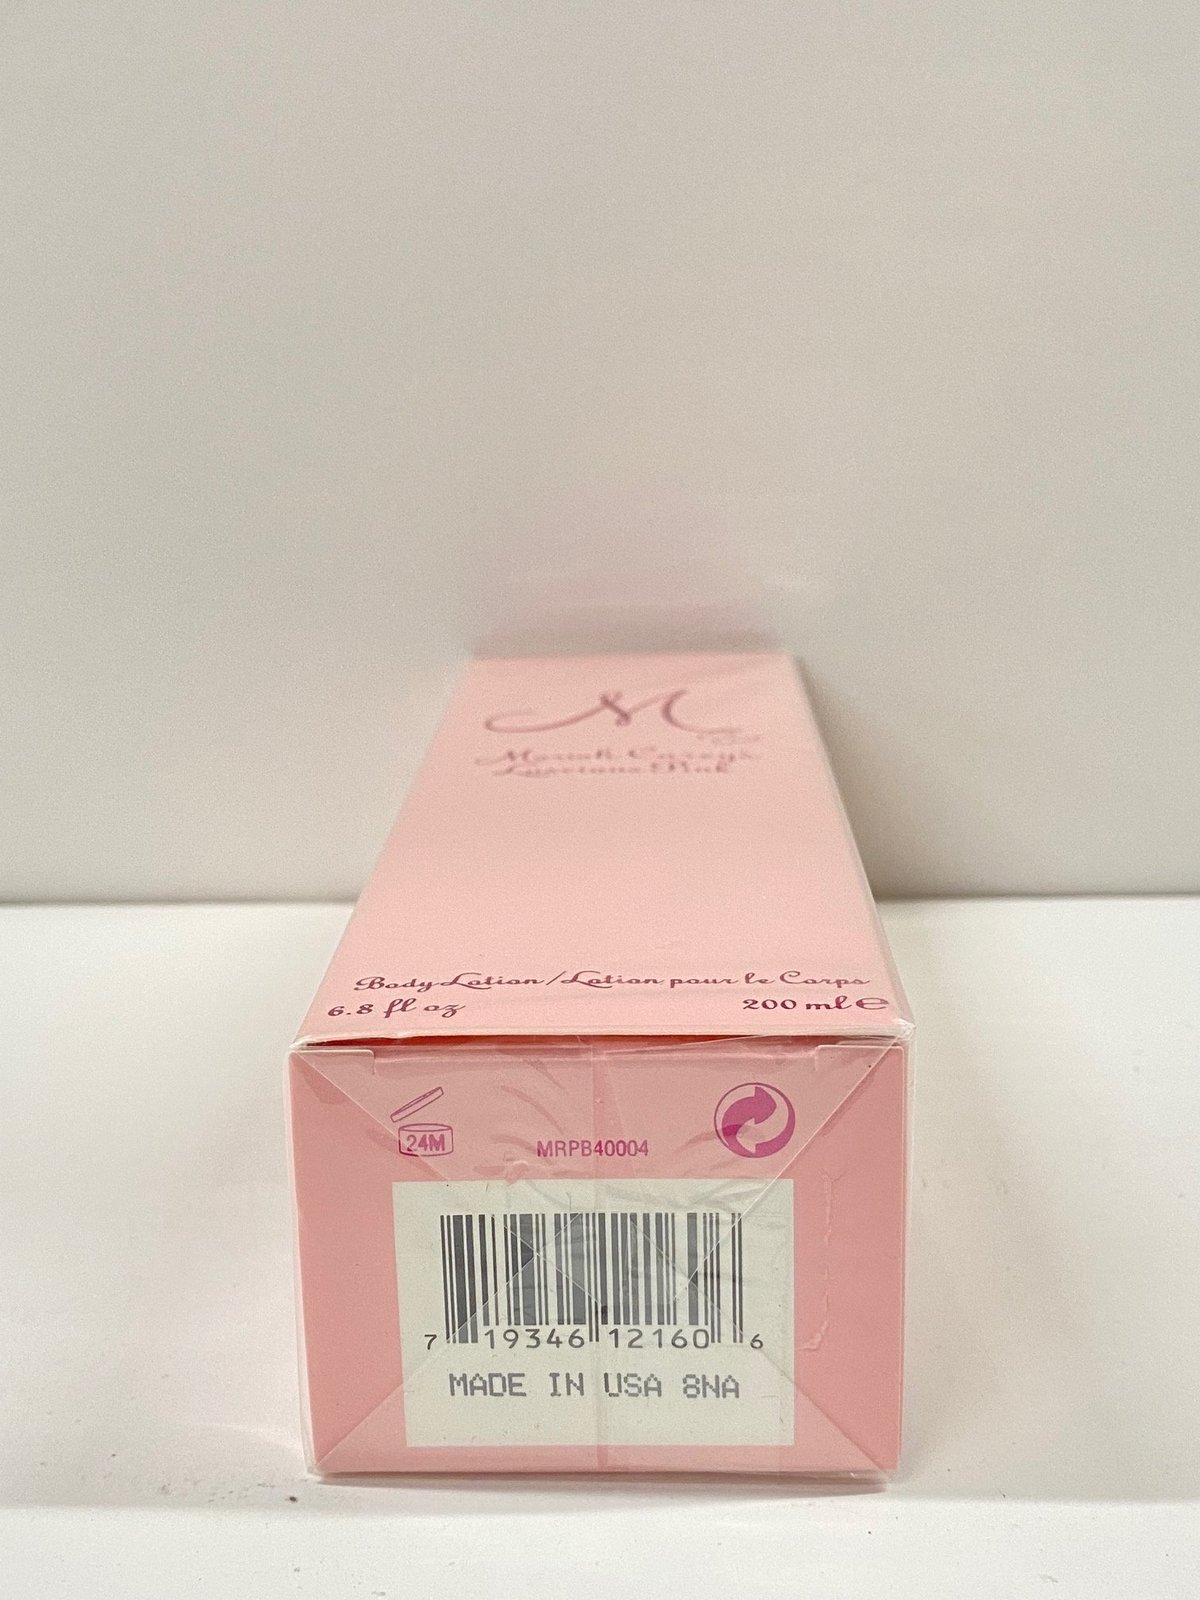 M
Mariah Carey's
Luscious Pink
Body Lotion / Lotion pour le Corps
6.8 fl oz 200 ml e
24M
MRPB40004
7 19346 12160 6
MADE IN USA 8NA